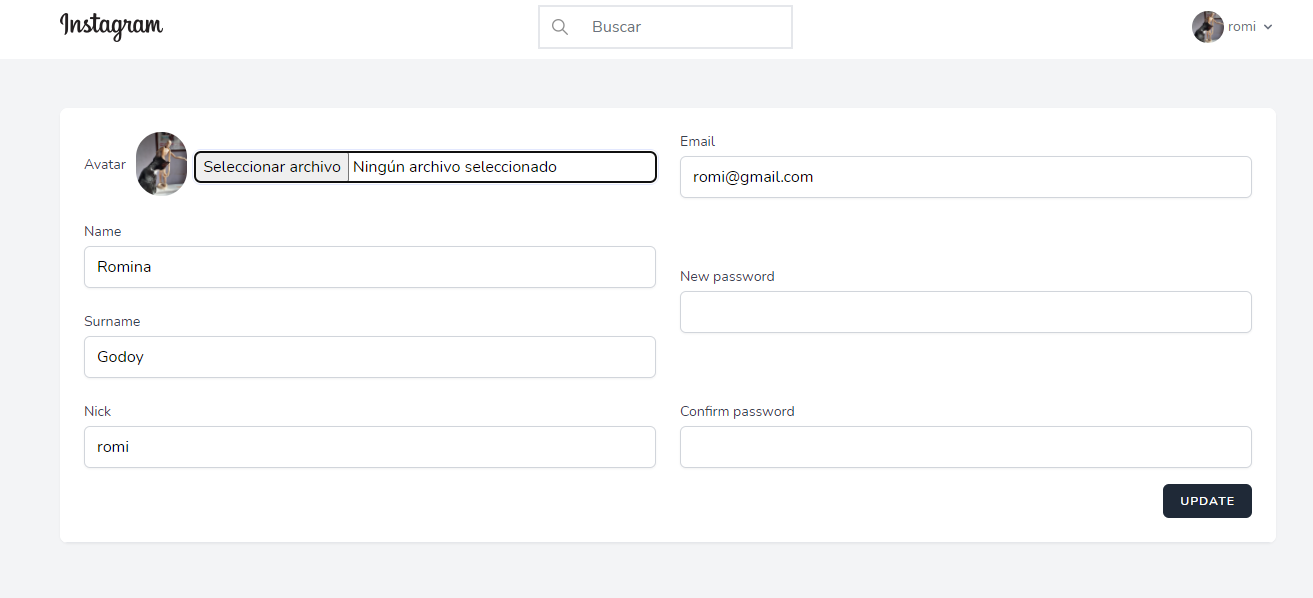 Instagram
Buscar
romi
Avatar
Seleccionar archivo Ningún archivo seleccionado
Name
Romina
Surname
Godoy
Nick
romi
Email
romi@gmail.com
New password
Confirm password
UPDATE